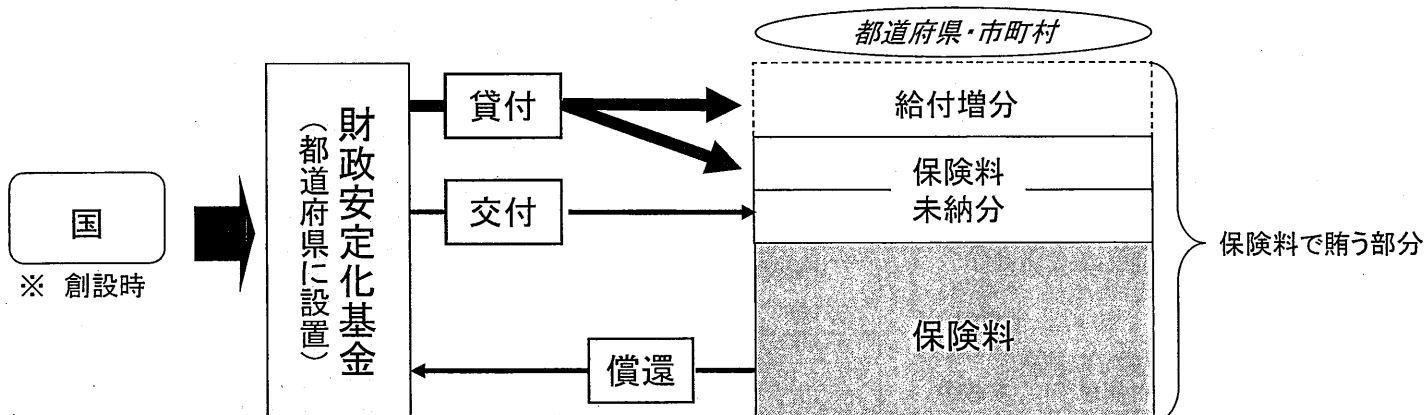 都道府県・市町村
国
※ 創設時
財政安定化基金
（都道府県に設置）
貸付
交付
償還
給付増分
保険料
未納分
保険料
保険料で賄う部分